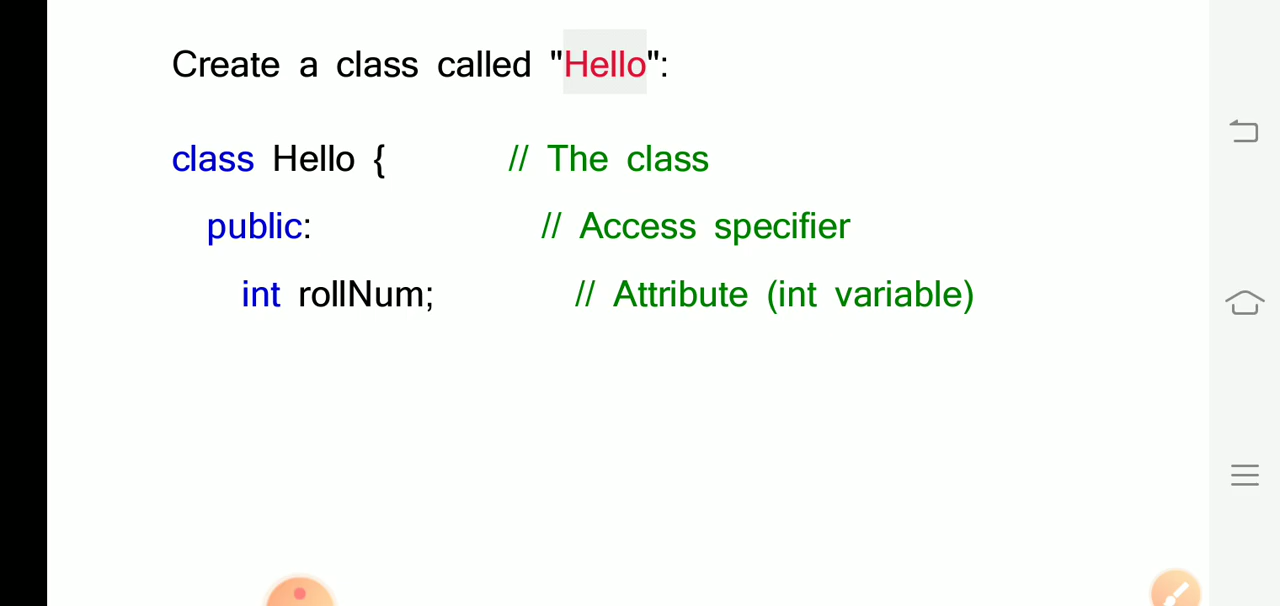 Create a class called "Hello":
class Hello { // The class
public: // Access specifier
int rollNum; // Attribute (int variable)